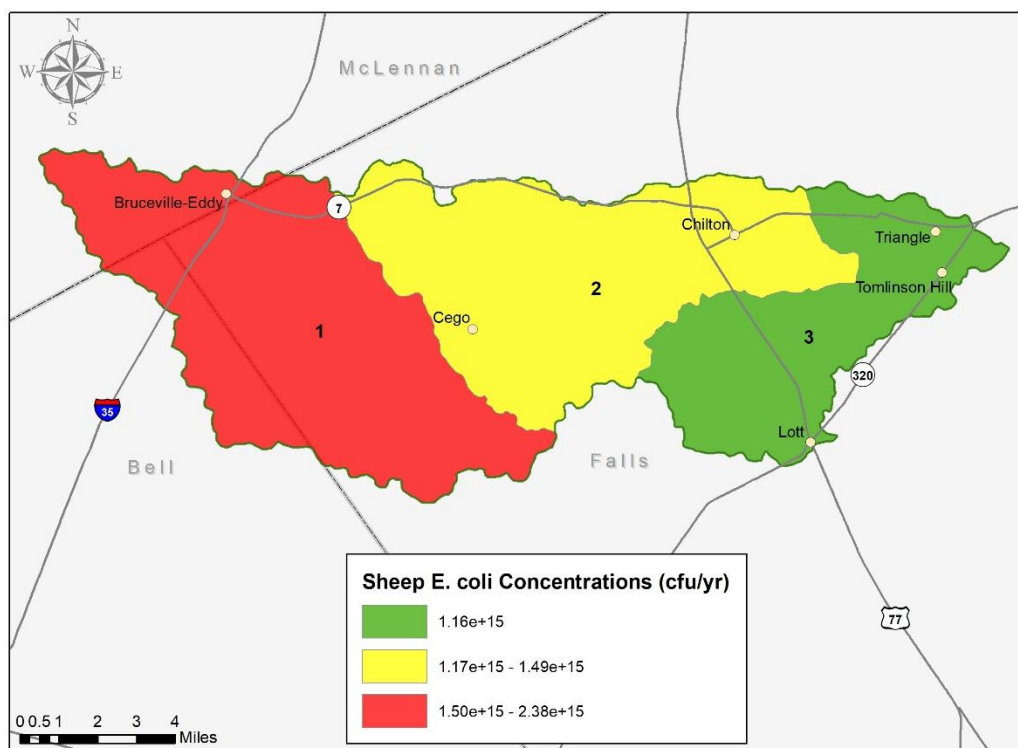 N
W E
S
McLennan
Bruceville-Eddy
7
Chilton
Triangle
Tomlinson Hill
2
Cego
1
3
320
35
Lott
Bell
Falls
Sheep E. coli Concentrations (cfu/yr)
1.16e+15
1.17e+15 - 1.49e+15
1.50e+15 - 2.38e+15
77
0 0.5 1 2 3 4
Miles